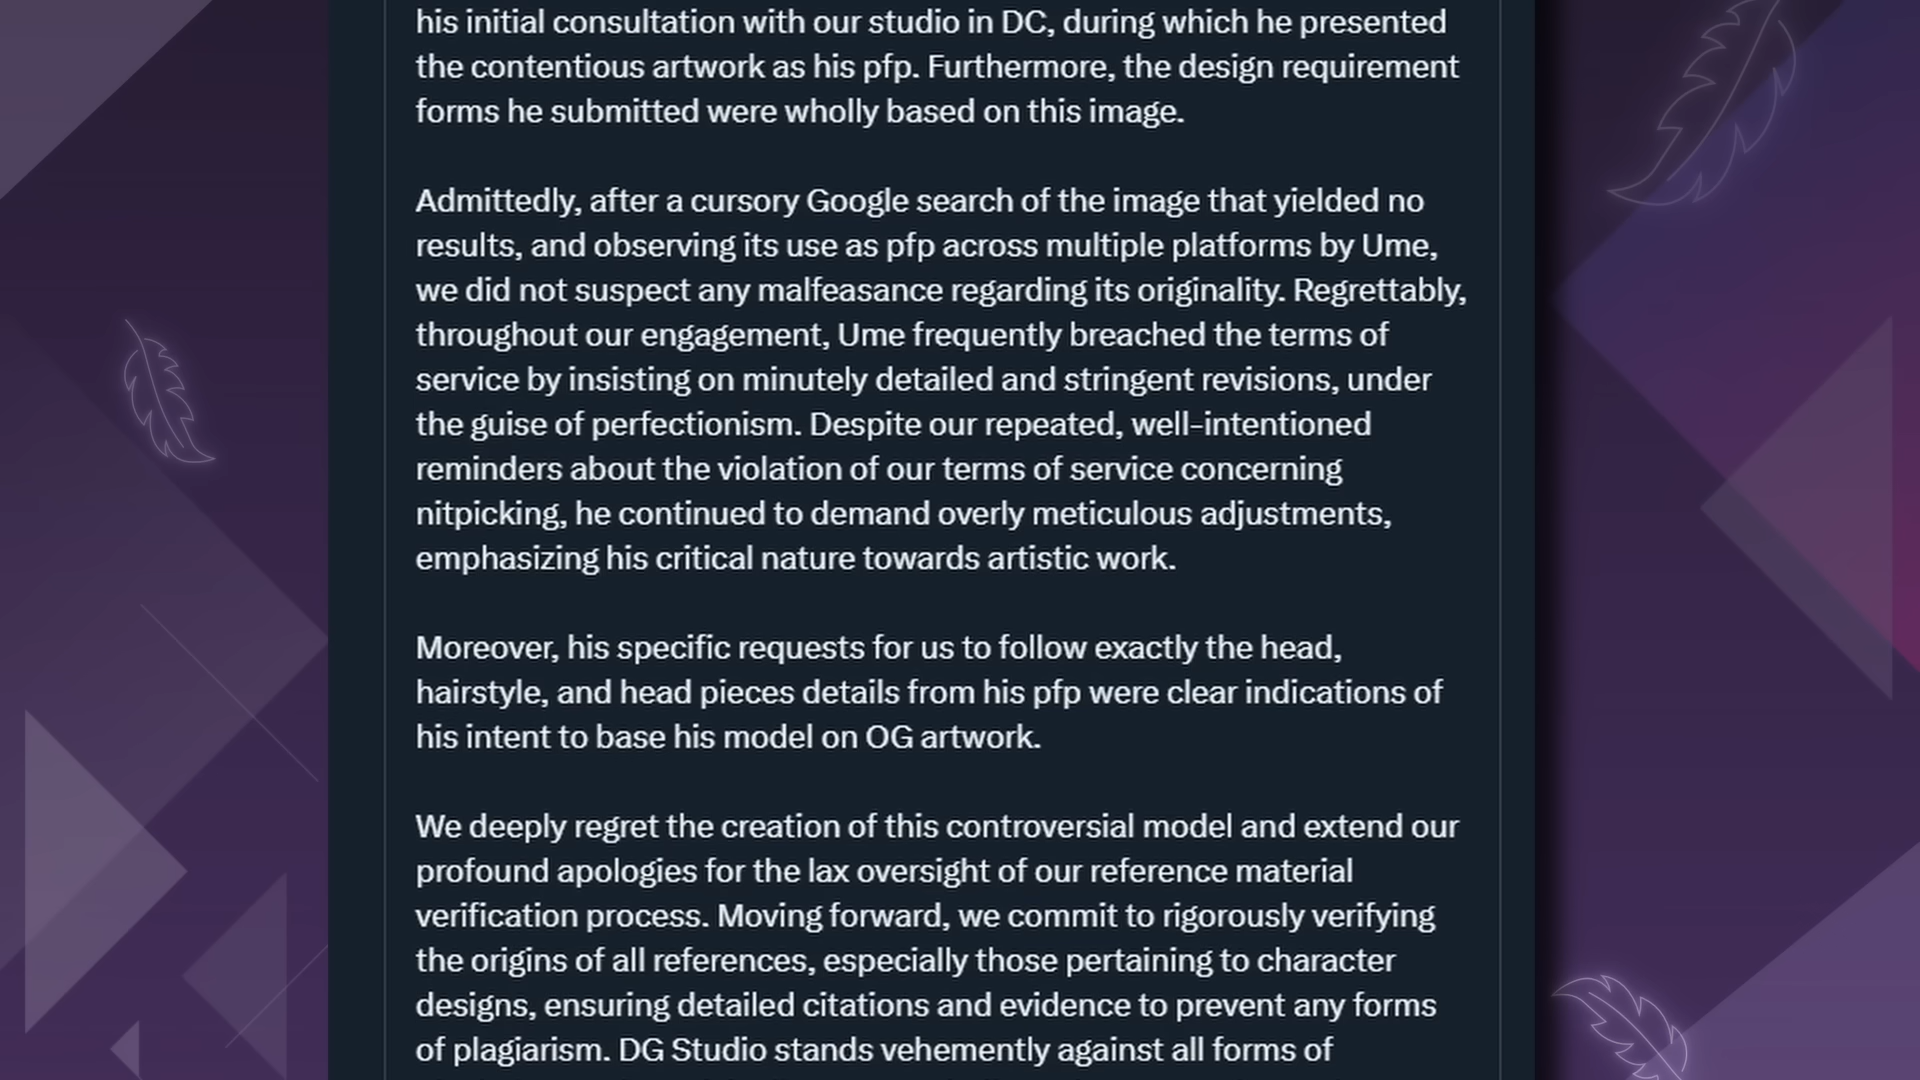 his initial consultation with our studio in DC, during which he presented
the contentious artwork as his pfp. Furthermore, the design requirement
forms he submitted were wholly based on this image.
Admittedly, after a cursory Google search of the image that yielded no
results, and observing its use as pfp across multiple platforms by Ume,
we did not suspect any malfeasance regarding its originality. Regrettably,
throughout our engagement, Ume frequently breached the terms of
service by insisting on minutely detailed and stringent revisions, under
the guise of perfectionism. Despite our repeated, well-intentioned
reminders about the violation of our terms of service concerning
nitpicking, he continued to demand overly meticulous adjustments,
emphasizing his critical nature towards artistic work.
Moreover, his specific requests for us to follow exactly the head,
hairstyle, and head pieces details from his pfp were clear indications of
his intent to base his model on OG artwork.
We deeply regret the creation of this controversial model and extend our
profound apologies for the lax oversight of our reference material
verification process. Moving forward, we commit to rigorously verifying
the origins of all references, especially those pertaining to character
designs, ensuring detailed citations and evidence to prevent any forms
of plagiarism. DG Studio stands vehemently against all forms of